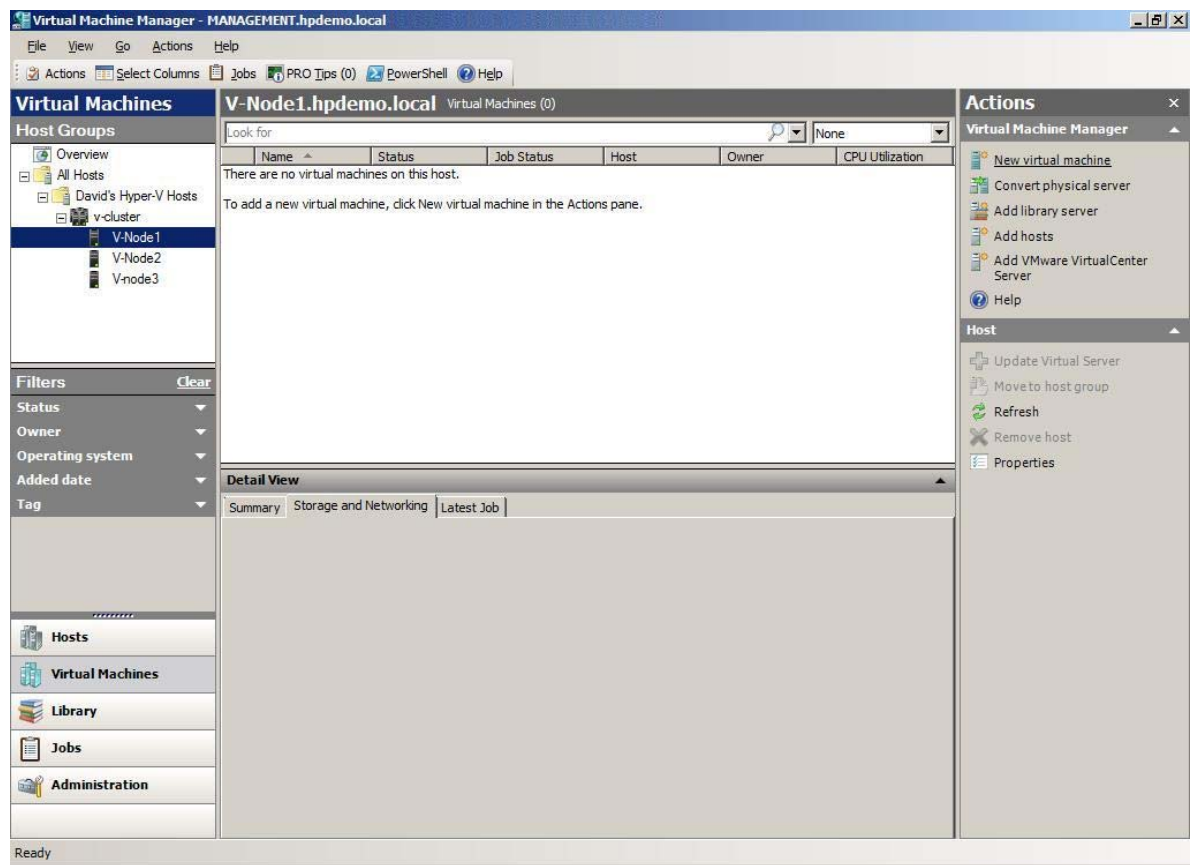 Virtual Machine Manager - MANAGEMENT.hpdemo.local
File View Go Actions Help
Actions Select Columns Jobs PRO Tips (0) PowerShell Help
Virtual Machines
Host Groups
Overview
All Hosts
David's Hyper-V Hosts
v-cluster
V-Node1
V-Node2
V-node3
Filters Clear
Status
Owner
Operating system
Added date
Tag
Hosts
Virtual Machines
Library
Jobs
Administration
V-Node1.hpdemo.local Virtual Machines (0)
Look for None
Name Status Job Status Host Owner CPU Utilization
There are no virtual machines on this host.
To add a new virtual machine, click New virtual machine in the Actions pane.
Detail View
Summary Storage and Networking Latest Job
Actions
Virtual Machine Manager
New virtual machine
Convert physical server
Add library server
Add hosts
Add VMware VirtualCenter
Server
Help
Host
Update Virtual Server
Move to host group
Refresh
Remove host
Properties
Ready